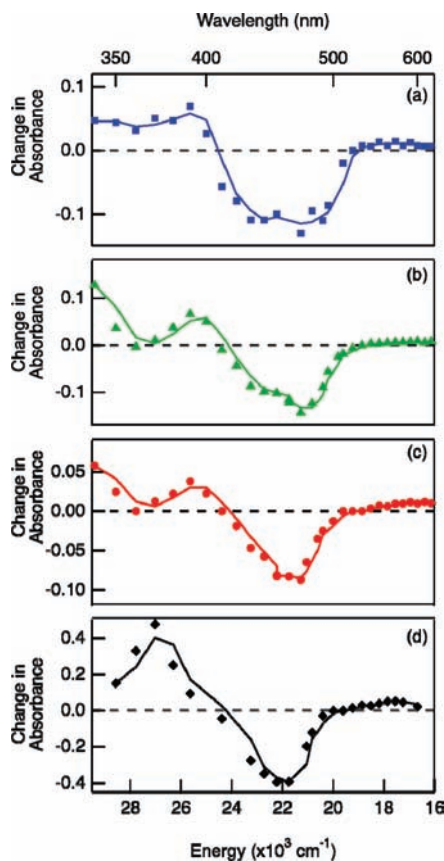 Wavelength (nm)
350 400 500 600
(a)
0.1
0.0
-0.1
Change in
Absorbance
(b)
0.1
0.0
-0.1
Change in
Absorbance
(c)
0.05
0.00
-0.05
-0.10
Change in
Absorbance
(d)
0.4
0.2
0.0
-0.2
-0.4
Change in
Absorbance
28 26 24 22 20 18 16
Energy (x10³ cm⁻¹)